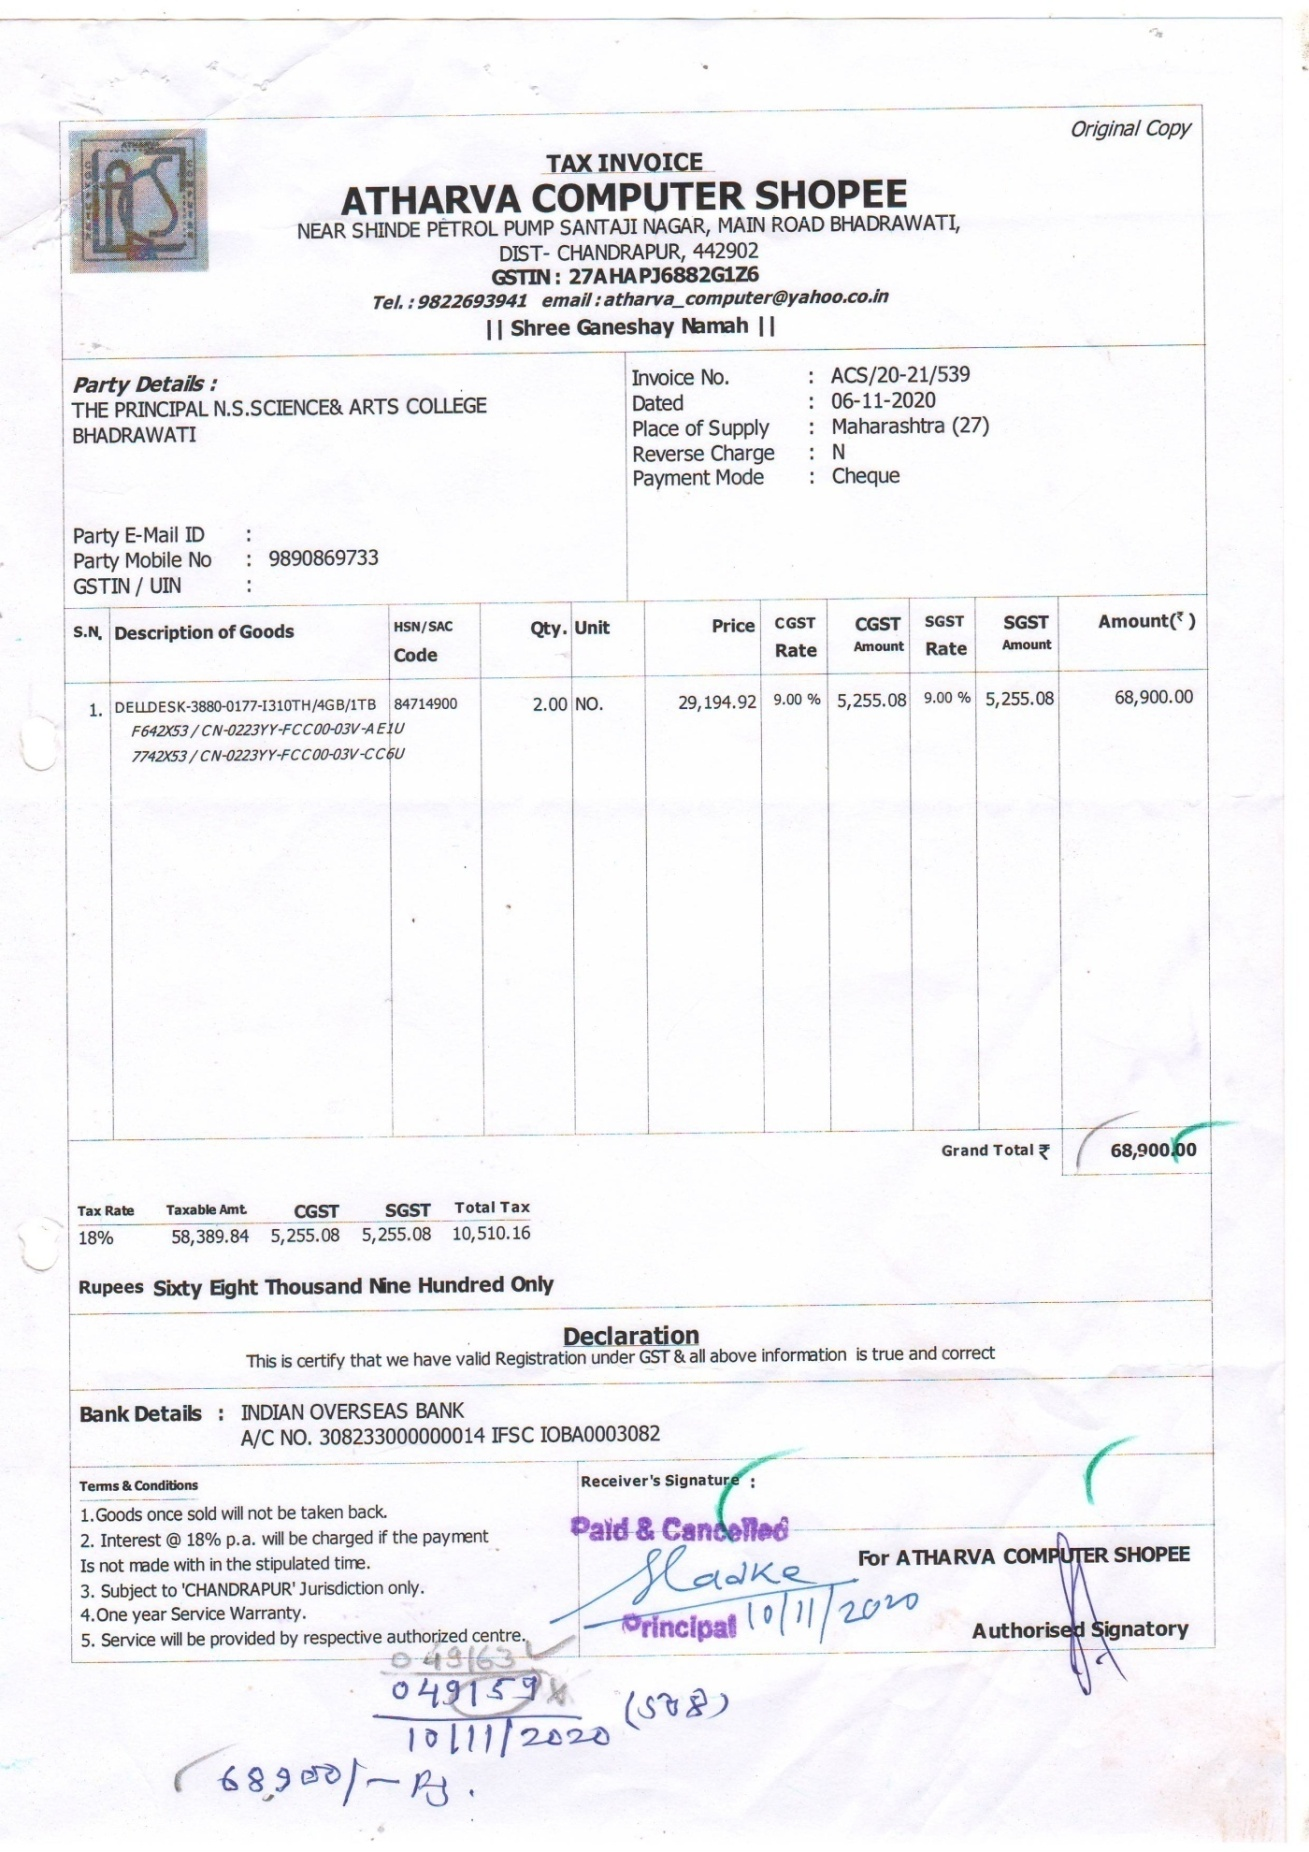 Original Copy
ATHARVA
TAX INVOICE
ATHARVA COMPUTER SHOPEE
NEAR SHINDE PETROL PUMP SANTAJI NAGAR, MAIN ROAD BHADRAWATI,
DIST- CHANDRAPUR, 442902
GSTIN : 27AHAPJ6882G1Z6
Tel. : 9822693941 email : atharva_computer@yahoo.co.in
|| Shree Ganeshay Namah ||
Party Details :
THE PRINCIPAL N.S.SCIENCE& ARTS COLLEGE
BHADRAWATI
Party E-Mail ID :
Party Mobile No : 9890869733
GSTIN / UIN :
Invoice No. : ACS/20-21/539
Dated : 06-11-2020
Place of Supply : Maharashtra (27)
Reverse Charge : N
Payment Mode : Cheque
S.N. Description of Goods HSN/SAC Code Qty. Unit Price CGST Rate CGST Amount SGST Rate SGST Amount Amount(₹ )
1. DELLDESK-3880-0177-I310TH/4GB/1TB 84714900 2.00 NO. 29,194.92 9.00 % 5,255.08 9.00 % 5,255.08 68,900.00
F642X53 / CN-0223YY-FCC00-03V-AE1U
7742X53 / CN-0223YY-FCC00-03V-CC6U
Grand Total ₹ 68,900.00
Tax Rate Taxable Amt. CGST SGST Total Tax
18% 58,389.84 5,255.08 5,255.08 10,510.16
Rupees Sixty Eight Thousand Nine Hundred Only
Declaration
This is certify that we have valid Registration under GST & all above information is true and correct
Bank Details : INDIAN OVERSEAS BANK
A/C NO. 308233000000014 IFSC IOBA0003082
Terms & Conditions
1.Goods once sold will not be taken back.
2. Interest @ 18% p.a. will be charged if the payment
Is not made with in the stipulated time.
3. Subject to 'CHANDRAPUR' Jurisdiction only.
4.One year Service Warranty.
5. Service will be provided by respective authorized centre.
Receiver's Signature :
Paid & Cancelled
Principal 10/11/2020
For ATHARVA COMPUTER SHOPEE
Authorised Signatory
049163
049159
10/11/2020
68,900/-